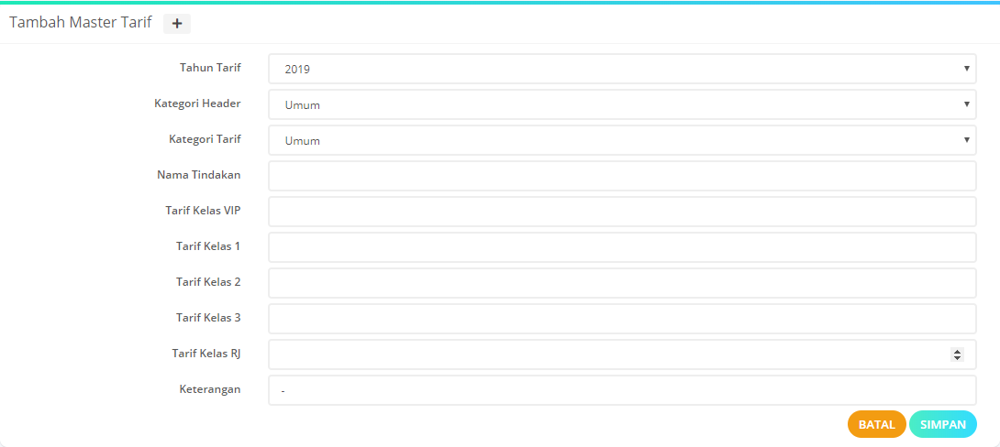 Tambah Master Tarif +
Tahun Tarif 2019
Kategori Header Umum
Kategori Tarif Umum
Nama Tindakan
Tarif Kelas VIP
Tarif Kelas 1
Tarif Kelas 2
Tarif Kelas 3
Tarif Kelas RJ
Keterangan -
BATAL SIMPAN